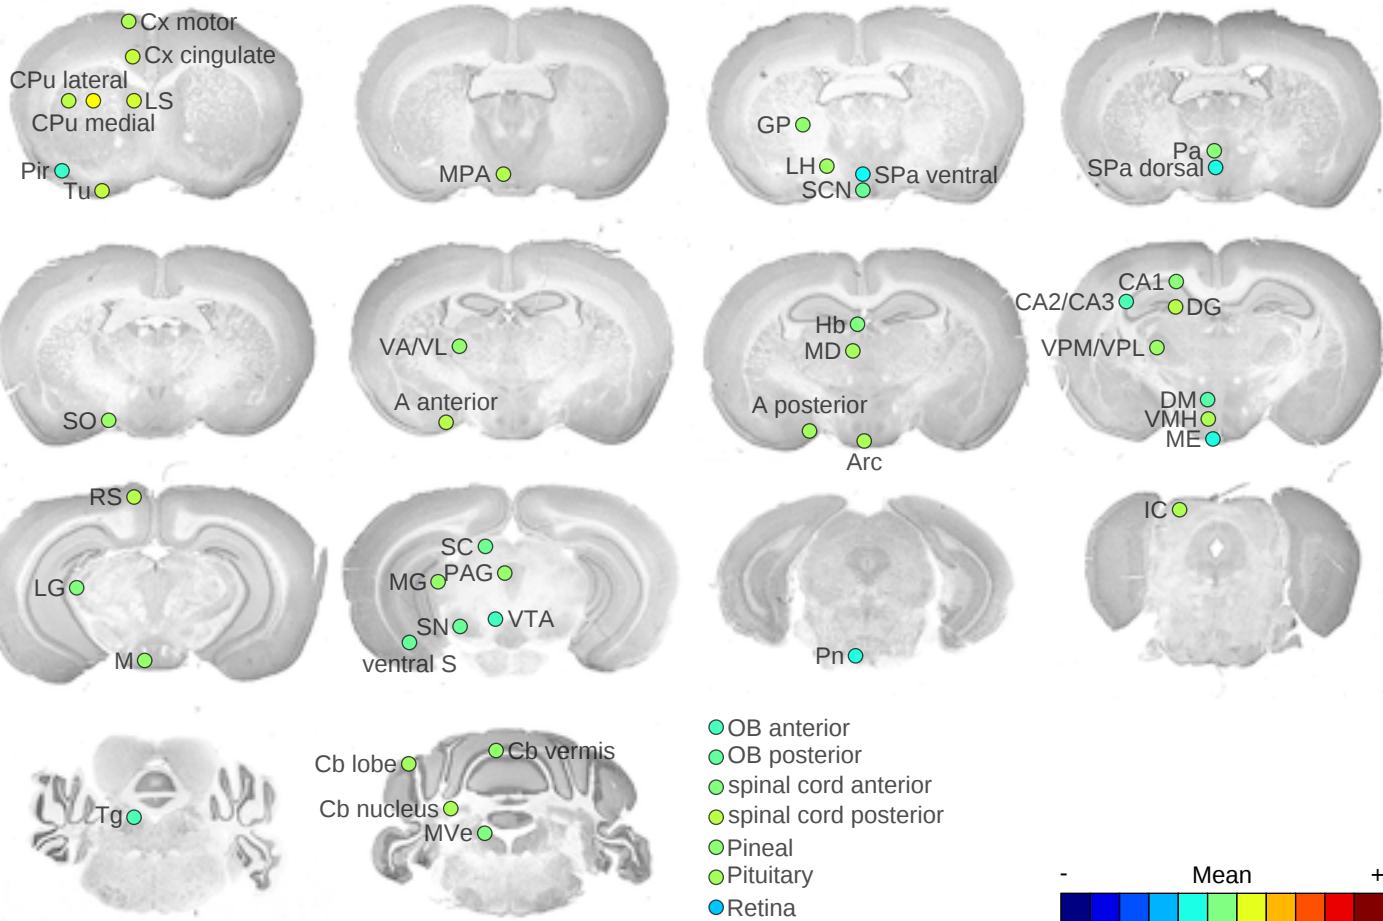 Cx motor
Cx cingulate
CPu lateral
LS
CPu medial
Pir
Tu
MPA
GP
LH
SPa ventral
SCN
Pa
SPa dorsal
SO
VA/VL
A anterior
Hb
MD
A posterior
Arc
CA1
CA2/CA3
DG
VPM/VPL
DM
VMH
ME
RS
LG
M
SC
MG
PAG
SN
VTA
ventral S
Pn
IC
Tg
Cb lobe
Cb vermis
Cb nucleus
MVe
OB anterior
OB posterior
spinal cord anterior
spinal cord posterior
Pineal
Pituitary
Retina
- Mean +